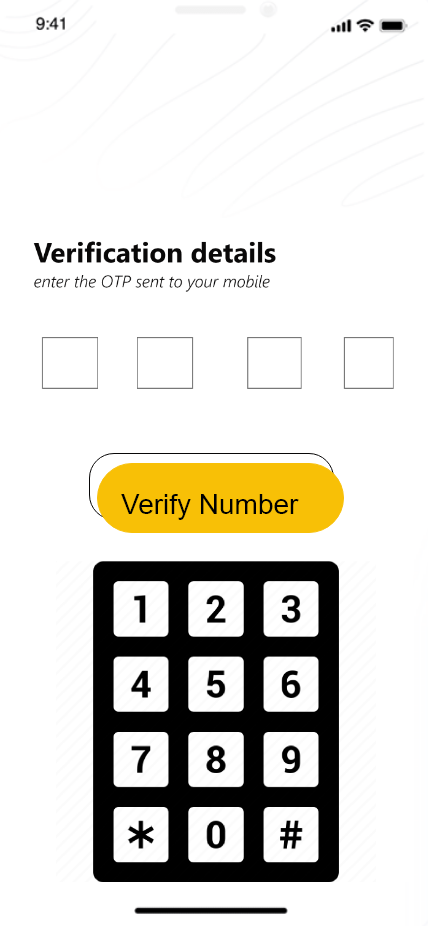 9:41
Verification details
enter the OTP sent to your mobile
Verify Number
1 2 3
4 5 6
7 8 9
* 0 #